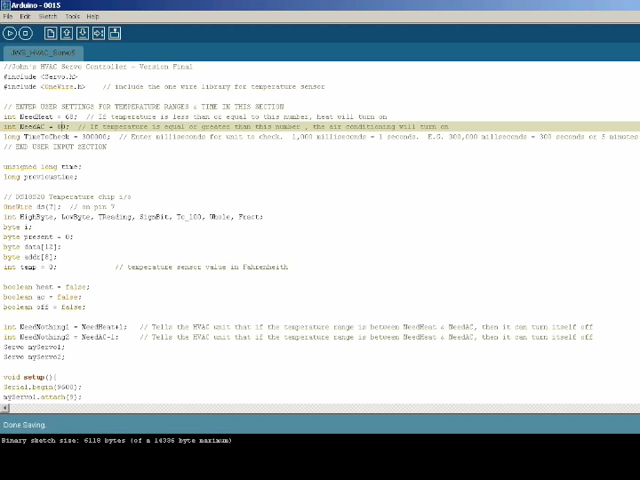 Arduino - 0015
File Edit Sketch Tools Help
JWS_HVAC_Servo5
//John's HVAC Servo Controller - Version Final
#include <Servo.h>
#include <OneWire.h> // include the one wire library for temperature sensor
// ENTER USER SETTINGS FOR TEMPERATURE RANGES & TIME IN THIS SECTION
int NeedHeat = 68; // If temperature is less than or equal to this number, heat will turn on
int NeedAC = 80; // If temperature is equal or greater than this number , the air conditioning will turn on
long TimeToCheck = 300000; // Enter milliseconds for unit to check. 1,000 millseconds = 1 seconds. E.G. 300,000 millseconds = 300 seconds or 5 minutes
// END USER INPUT SECTION
unsigned long time;
long previoustime;
// DS18S20 Temperature chip i/o
OneWire ds(7); // on pin 7
int HighByte, LowByte, TReading, SignBit, Tc_100, Whole, Fract;
byte i;
byte present = 0;
byte data[12];
byte addr[8];
int temp = 0; // temperature sensor value in Fahrenheith
boolean heat = false;
boolean ac = false;
boolean off = false;
int NeedNothing1 = NeedHeat+1; // Tells the HVAC unit that if the temperature range is between NeedHeat & NeedAC, then it can turn itself off
int NeedNothing2 = NeedAC-1; // Tells the HVAC unit that if the temperature range is between NeedHeat & NeedAC, then it can turn itself off
Servo myServo1;
Servo myServo2;
void setup(){
Serial.begin(9600);
myServo1.attach(9);
Done Saving.
Binary sketch size: 6118 bytes (of a 14336 byte maximum)